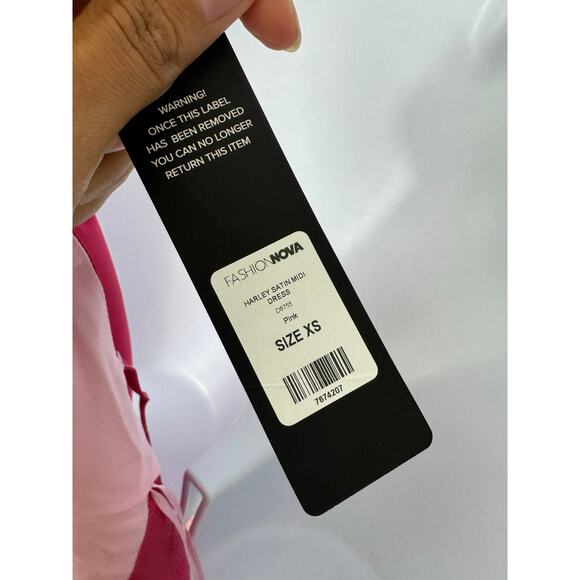 WARNING!
ONCE THIS LABEL
HAS BEEN REMOVED
YOU CAN NO LONGER
RETURN THIS ITEM
FASHIONNOVA
HARLEY SATIN MIDI
DRESS
D8755
Pink
SIZE XS
7674207